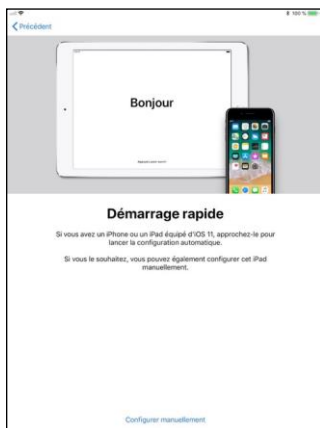 100 %
Précédent
Bonjour
Démarrage rapide
Si vous avez un iPhone ou un iPad équipé d'iOS 11, approchez-le pour
lancer la configuration automatique.
Si vous le souhaitez, vous pouvez également configurer cet iPad
manuellement.
Configurer manuellement